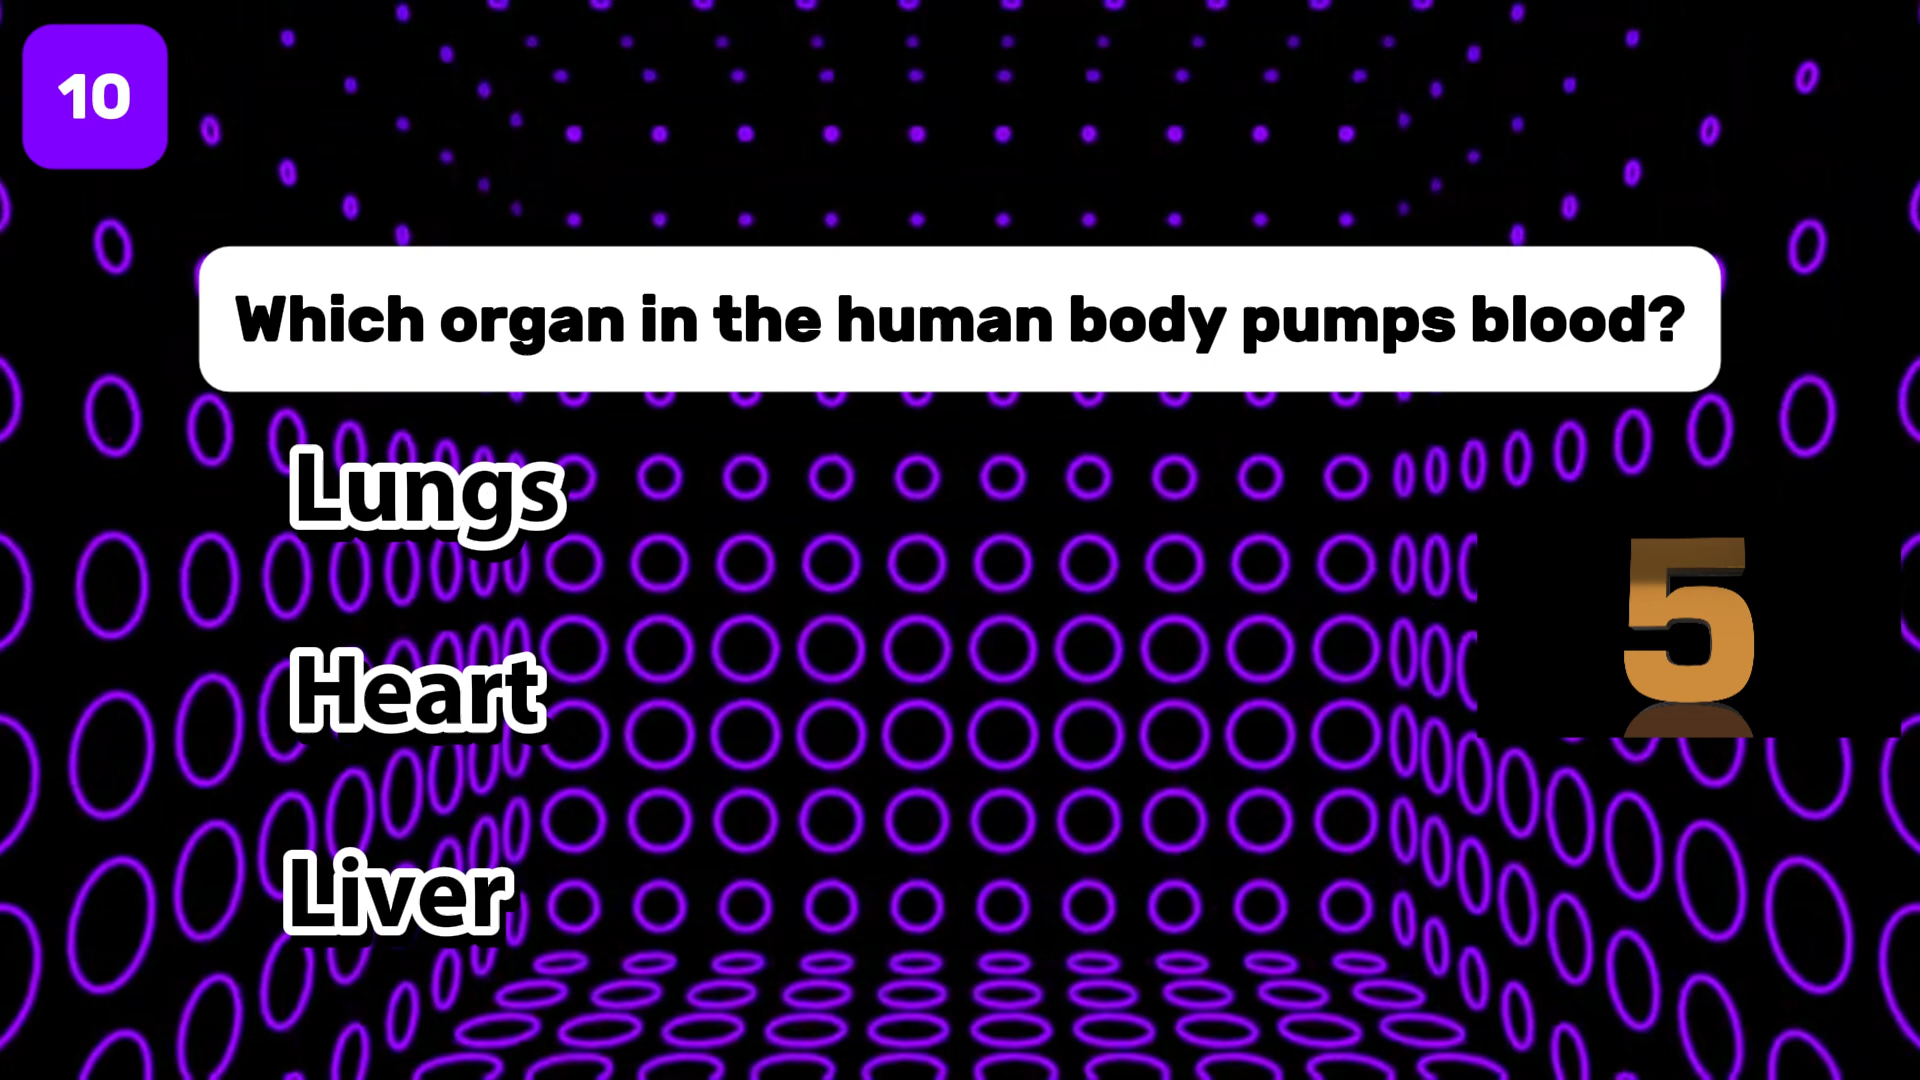 10
Which organ in the human body pumps blood?
Lungs
5
Heart
Liver